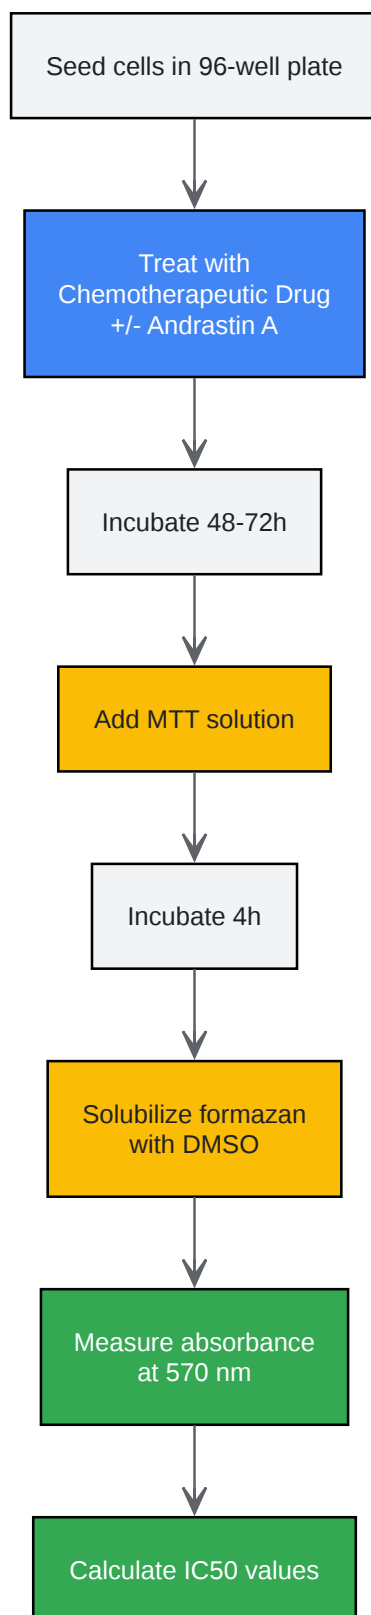 Seed cells in 96-well plate
Treat with
Chemotherapeutic Drug
+/- Andrastin A
Incubate 48-72h
Add MTT solution
Incubate 4h
Solubilize formazan
with DMSO
Measure absorbance
at 570 nm
Calculate IC50 values